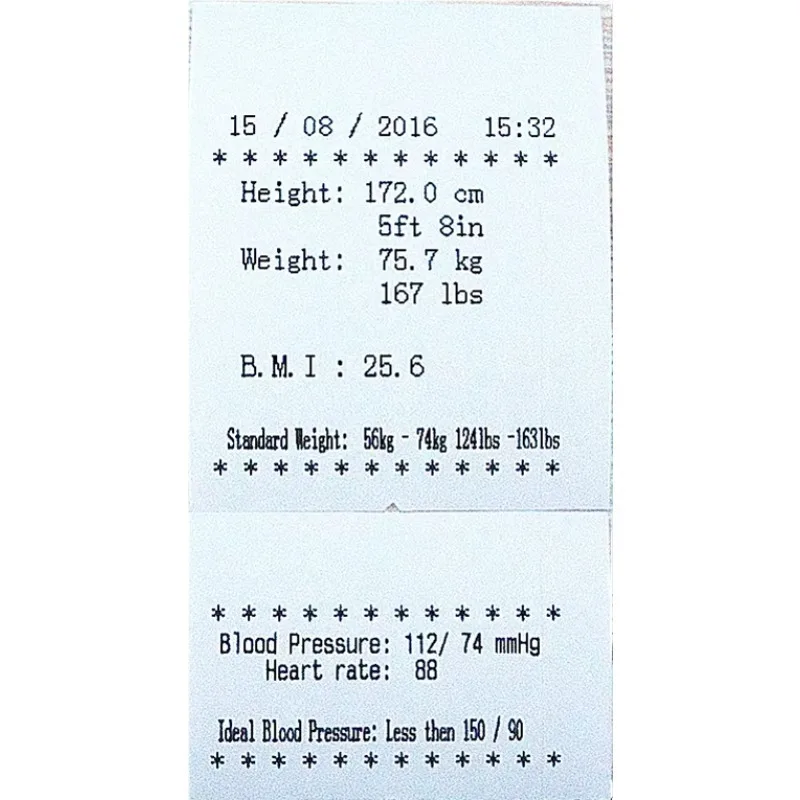 15 / 08 / 2016 15:32
* * * * * * * * * * * *
Height: 172.0 cm
5ft 8in
Weight: 75.7 kg
167 lbs
B.M.I : 25.6
Standard Weight: 56kg - 74kg 124lbs -163lbs
* * * * * * * * * * * *
* * * * * * * * * * * *
Blood Pressure: 112/ 74 mmHg
Heart rate: 88
Ideal Blood Pressure: Less then 150 / 90
* * * * * * * * * * * *